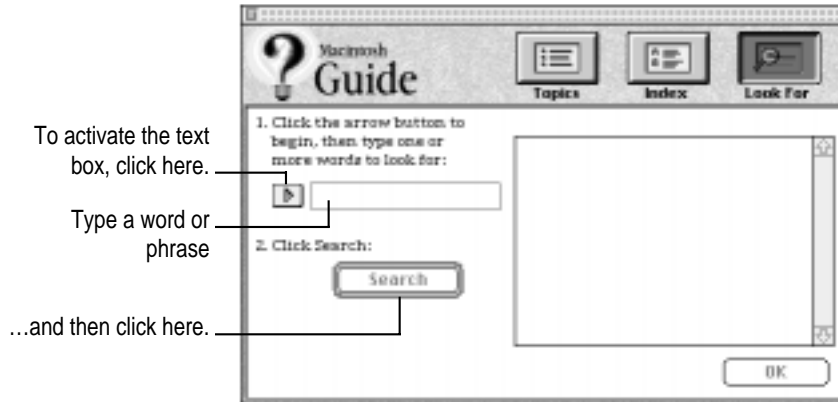 Macintosh
Guide
Topics
Index
Look For
To activate the text
box, click here.
Type a word or
phrase
…and then click here.
1. Click the arrow button to
begin, then type one or
more words to look for:
2. Click Search:
Search
OK